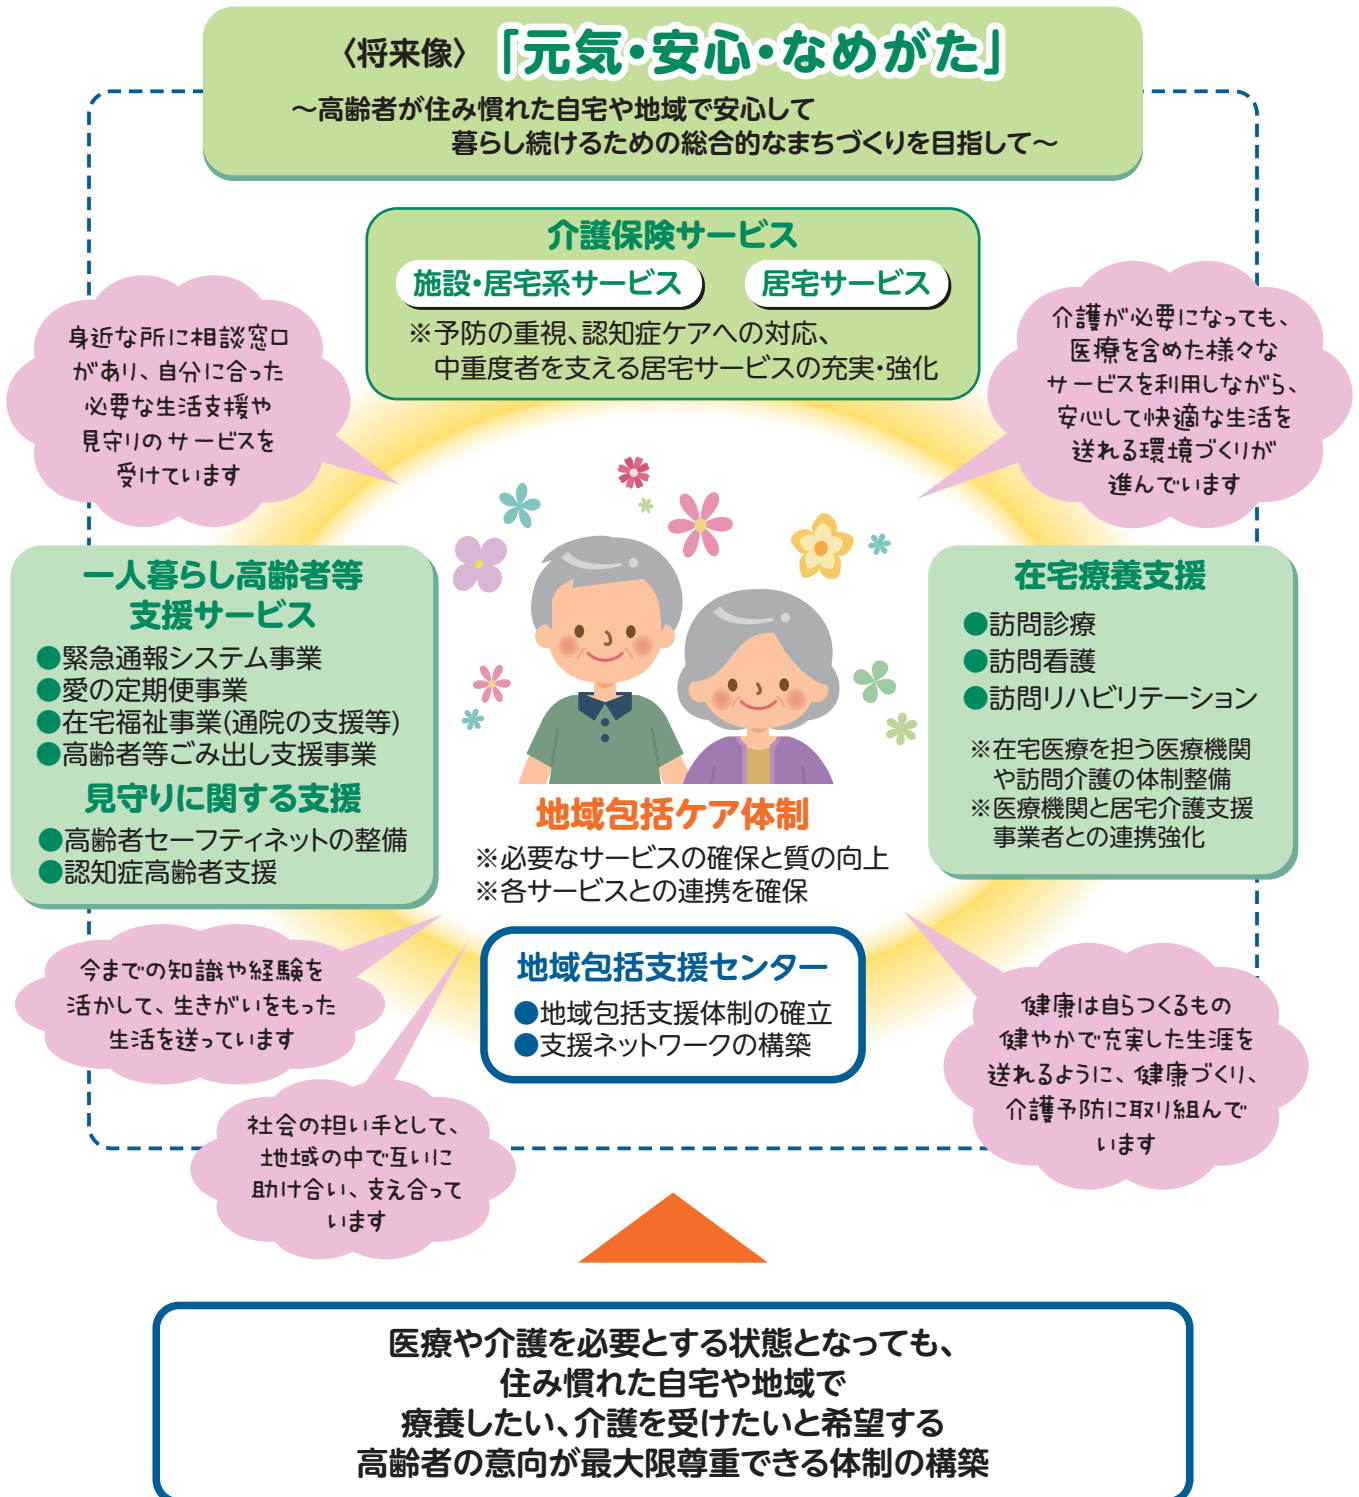 〈将来像〉「元気・安心・なめがた」
～高齢者が住み慣れた自宅や地域で安心して
暮らし続けるための総合的なまちづくりを目指して～
介護保険サービス
施設・居宅系サービス
居宅サービス
※予防の重視、認知症ケアへの対応、
中重度者を支える居宅サービスの充実・強化
身近な所に相談窓口
があり、自分に合った
必要な生活支援や
見守りのサービスを
受けています
介護が必要になっても、
医療を含めた様々な
サービスを利用しながら、
安心して快適な生活を
送れる環境づくりが
進んでいます
一人暮らし高齢者等
支援サービス
●緊急通報システム事業
●愛の定期便事業
●在宅福祉事業(通院の支援等)
●高齢者等ごみ出し支援事業
見守りに関する支援
●高齢者セーフティネットの整備
●認知症高齢者支援
在宅療養支援
●訪問診療
●訪問看護
●訪問リハビリテーション
※在宅医療を担う医療機関
や訪問介護の体制整備
※医療機関と居宅介護支援
事業者との連携強化
地域包括ケア体制
※必要なサービスの確保と質の向上
※各サービスとの連携を確保
地域包括支援センター
●地域包括支援体制の確立
●支援ネットワークの構築
今までの知識や経験を
活かして、生きがいをもった
生活を送っています
社会の担い手として、
地域の中で互いに
助け合い、支え合って
います
健康は自らつくるもの
健やかで充実した生涯を
送れるように、健康づくり、
介護予防に取り組んで
います
医療や介護を必要とする状態となっても、
住み慣れた自宅や地域で
療養したい、介護を受けたいと希望する
高齢者の意向が最大限尊重できる体制の構築